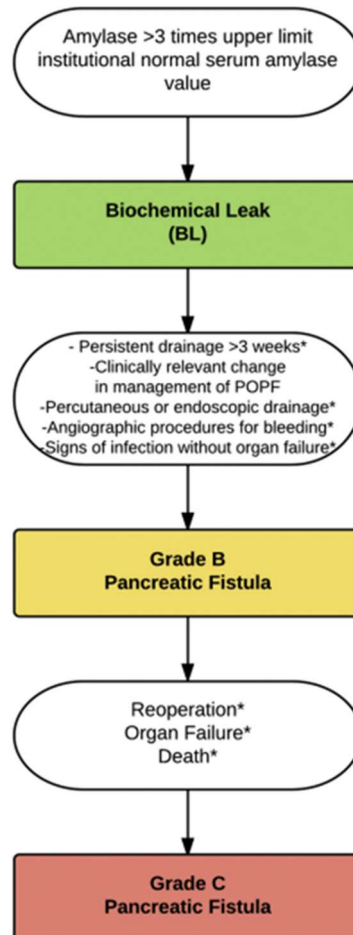 Amylase >3 times upper limit
institutional normal serum amylase
value
Biochemical Leak
(BL)
- Persistent drainage >3 weeks*
-Clinically relevant change
in management of POPF
-Percutaneous or endoscopic drainage*
-Angiographic procedures for bleeding*
-Signs of infection without organ failure*
Grade B
Pancreatic Fistula
Reoperation*
Organ Failure*
Death*
Grade C
Pancreatic Fistula